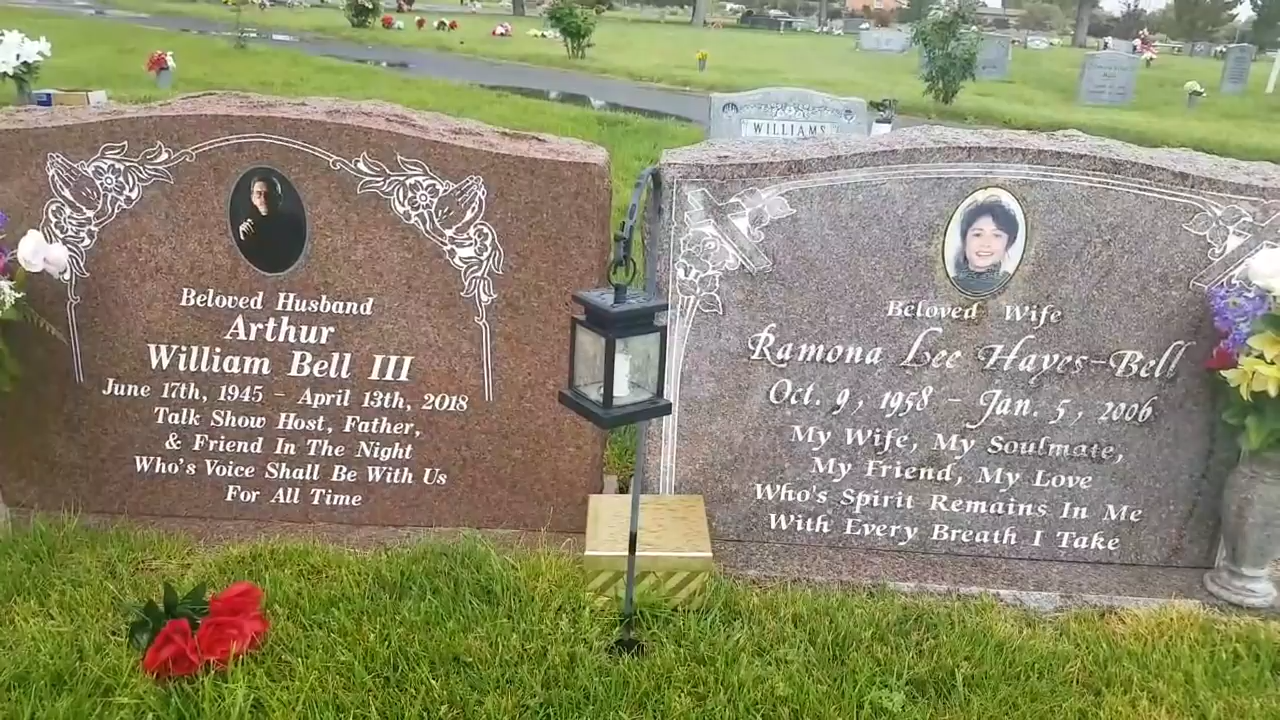 WILLIAMS
Beloved Husband
Arthur
William Bell III
June 17th, 1945 - April 13th, 2018
Talk Show Host, Father,
& Friend In The Night
Who's Voice Shall Be With Us
For All Time
Beloved Wife
Ramona Lee Hayes-Bell
Oct. 9, 1958 - Jan. 5, 2006
My Wife, My Soulmate,
My Friend, My Love
Who's Spirit Remains In Me
With Every Breath I Take